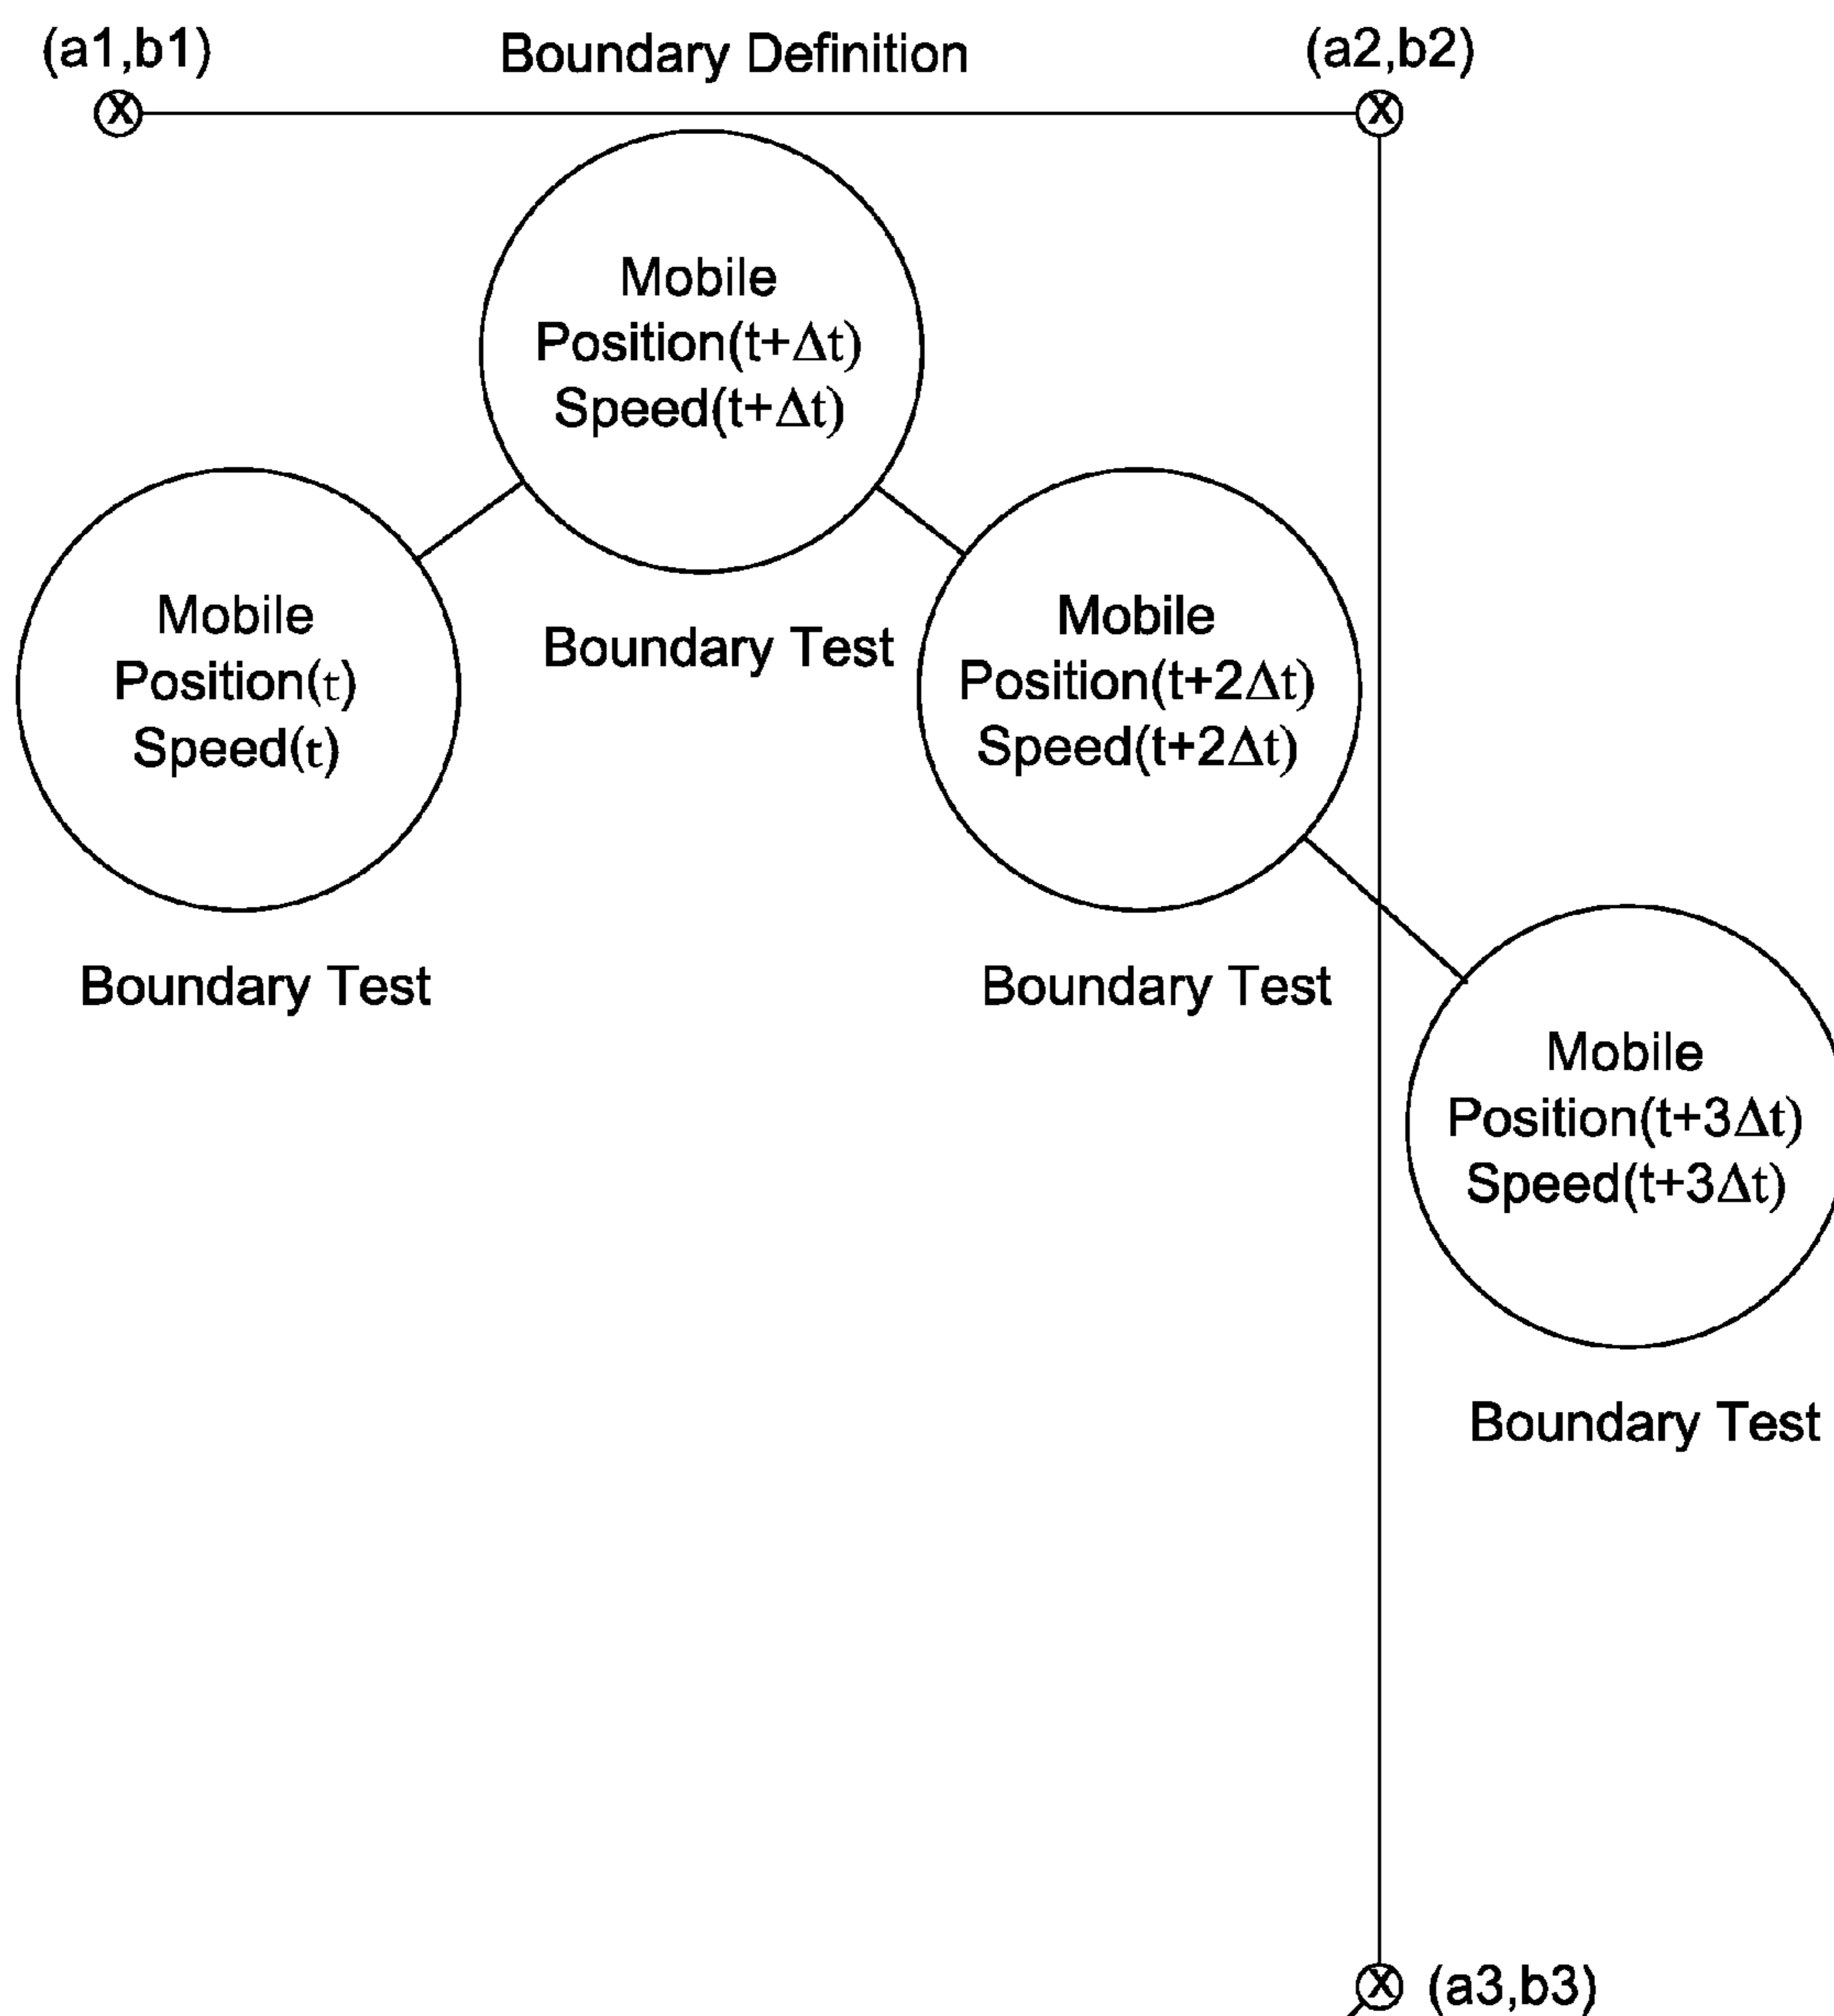 (a1,b1)
Boundary Definition
(a2,b2)
X
X
Mobile
Position(t+Δt)
Speed(t+Δt)
Boundary Test
Mobile
Position(t)
Speed(t)
Boundary Test
Mobile
Position(t+2Δt)
Speed(t+2Δt)
Boundary Test
Mobile
Position(t+3Δt)
Speed(t+3Δt)
Boundary Test
X
(a3,b3)